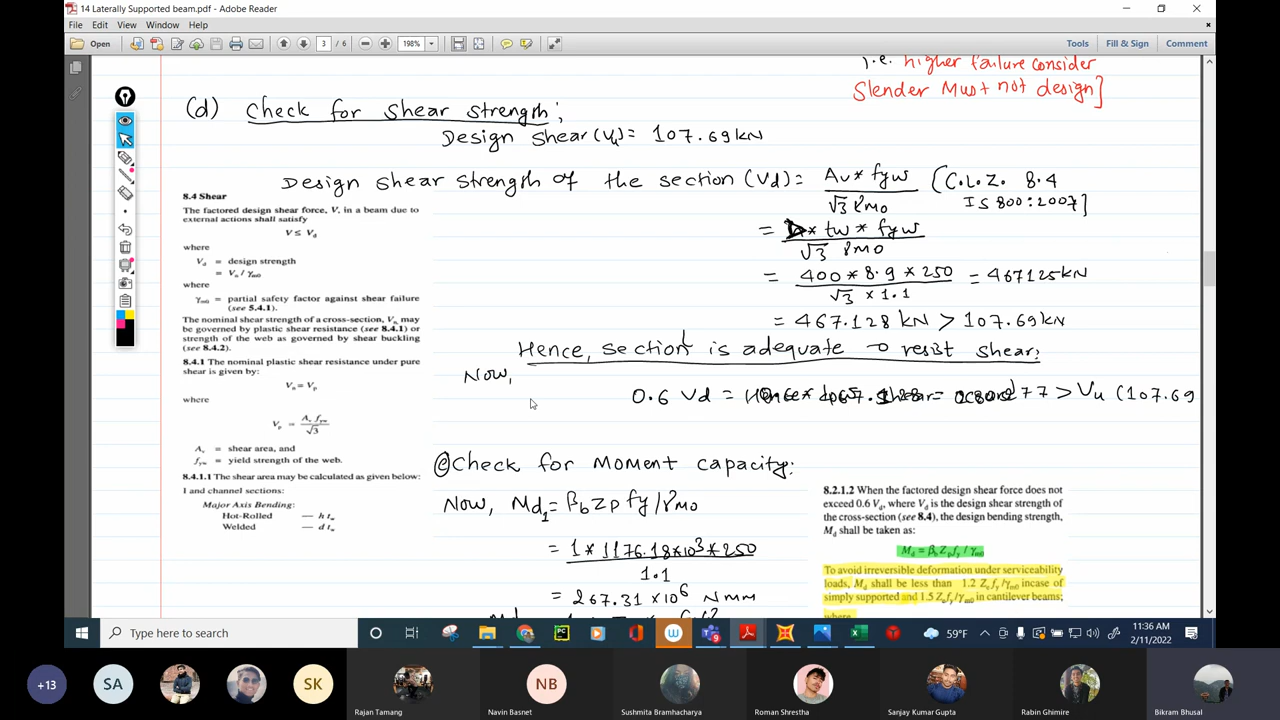 14 Laterally Supported beam.pdf - Adobe Reader
File Edit View Window Help
Open 3 / 6 198% Tools Fill & Sign Comment
i.e. higher failure consider
Slender Must not design]
(d) Check for Shear Strength;
Design Shear (Vu) = 107.69 kN
Design shear strength of the section (Vd) = Av * fyw / √3 γmo [C.L.Z. 8.4
IS 800:2007]
= * tw * fyw / √3 γmo
= 400 * 8.9 * 250 / √3 x 1.1 = 467125kN
= 467.128 kN > 107.69 kN
Hence, section is adequate to resist shear.
Now,
0.6 Vd = 77 > Vu (107.69
8.4 Shear
The factored design shear force, V, in a beam due to
external actions shall satisfy
V ≤ Vd
where
Vd = design strength
= Vn / γm0
where
γm0 = partial safety factor against shear failure
(see 5.4.1).
The nominal shear strength of a cross-section, Vn may
be governed by plastic shear resistance (see 8.4.1) or
strength of the web as governed by shear buckling
(see 8.4.2).
8.4.1 The nominal plastic shear resistance under pure
shear is given by:
Vn = Vp
where
Vp = Av fyw / √3
Av = shear area, and
fyw = yield strength of the web.
8.4.1.1 The shear area may be calculated as given below:
I and channel sections:
Major Axis Bending:
Hot-Rolled — h tw
Welded — d tw
@Check for Moment capacity:
Now, Md1 = βb Zp fy / γmo
= 1 * 1176.18*10³ * 250 / 1.1
= 267.31 x10⁶ Nmm
8.2.1.2 When the factored design shear force does not
exceed 0.6 Vd, where Vd is the design shear strength of
the cross-section (see 8.4), the design bending strength,
Md shall be taken as:
Md = βb Zp fy / γm0
To avoid irreversible deformation under serviceability
loads, Md shall be less than 1.2 Ze fy /γm0 incase of
simply supported and 1.5 Ze fy /γm0 in cantilever beams;
where
Type here to search
59°F
11:36 AM
2/11/2022
+13
SA
SK
NB
Rajan Tamang
Navin Basnet
Sushmita Bramhacharya
Roman Shrestha
Sanjay Kumar Gupta
Rabin Ghimire
Bikram Bhusal